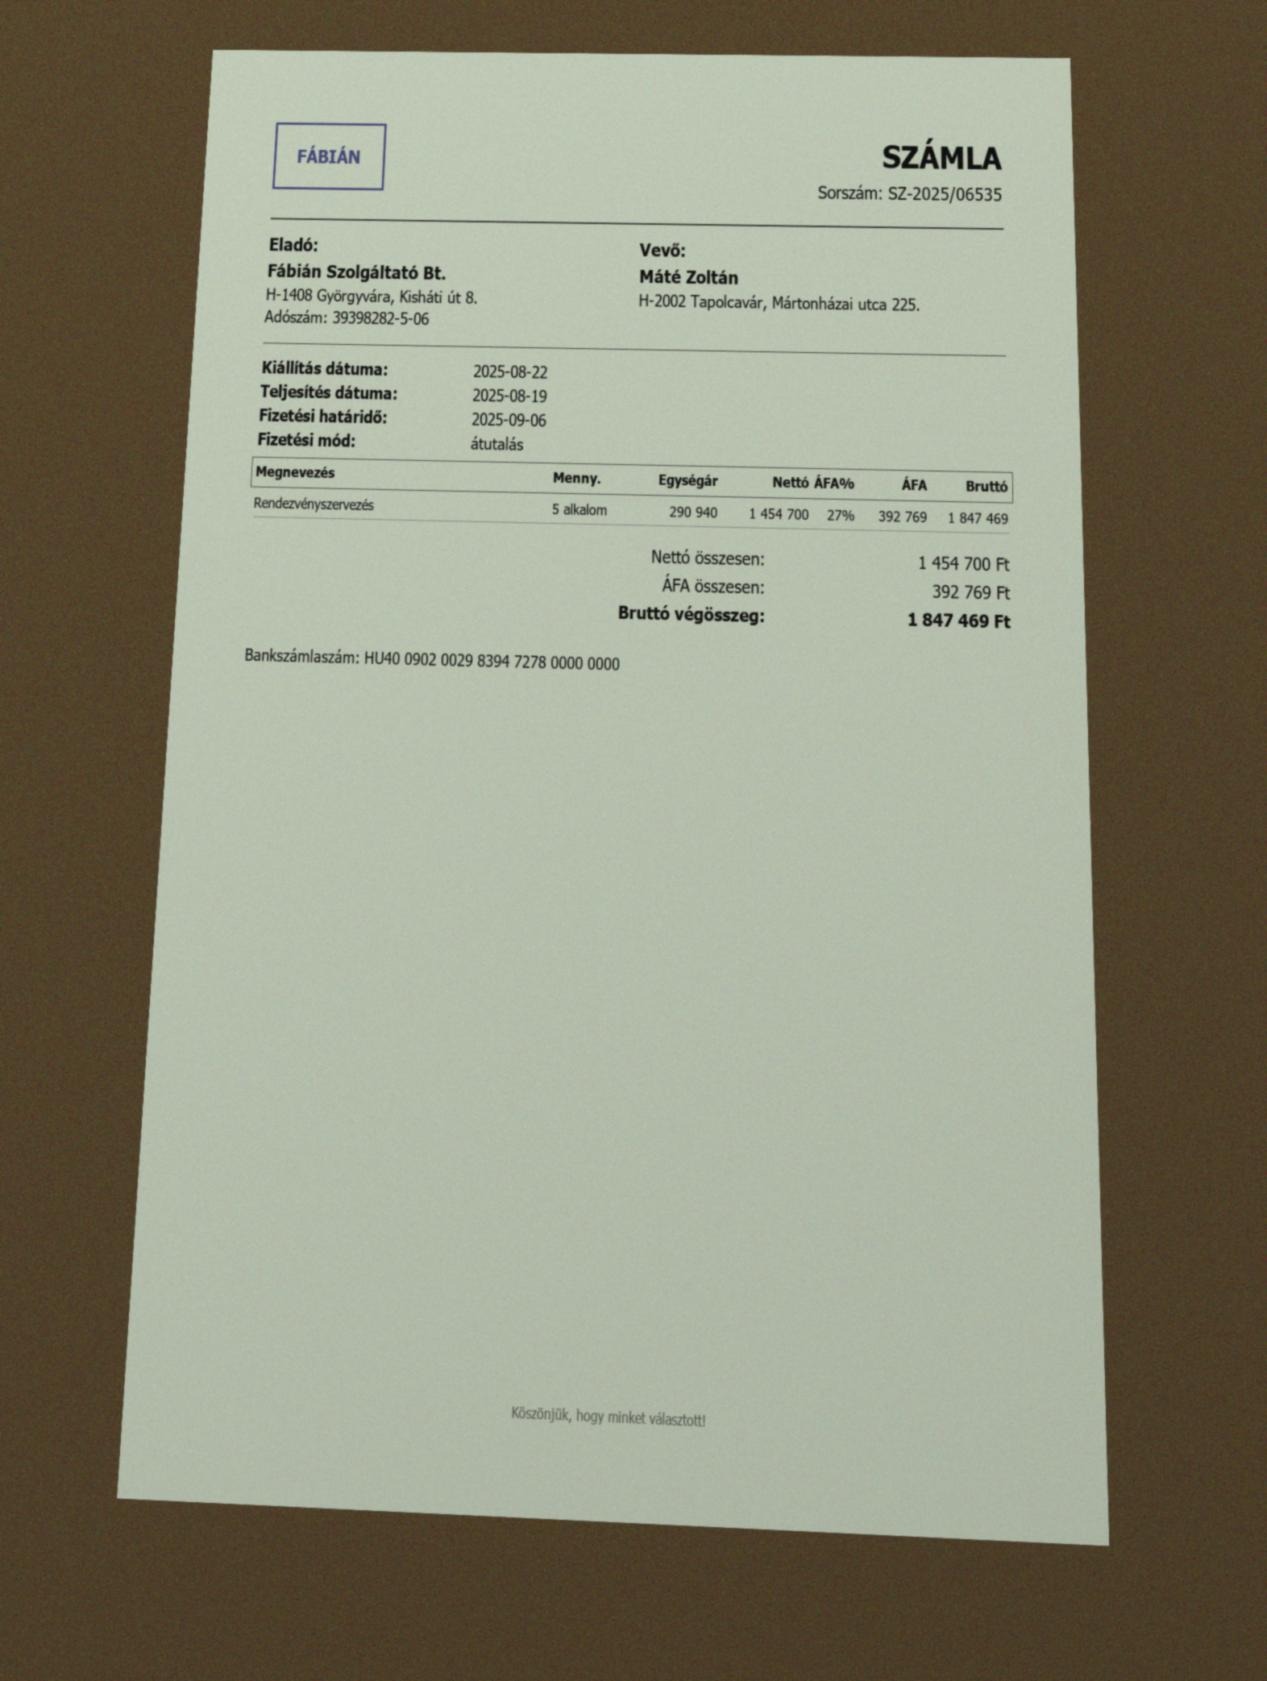 FÁBIÁN
SZÁMLA
Sorszám: SZ-2025/06535
Eladó:
Fábián Szolgáltató Bt.
H-1408 Györgyvára, Kisháti út 8.
Adószám: 39398282-5-06
Vevő:
Máté Zoltán
H-2002 Tapolcavár, Mártonházai utca 225.
Kiállítás dátuma: 2025-08-22
Teljesítés dátuma: 2025-08-19
Fizetési határidő: 2025-09-06
Fizetési mód: átutalás
Megnevezés Menny. Egységár Nettó ÁFA% ÁFA Bruttó
Rendezvényszervezés 5 alkalom 290 940 1 454 700 27% 392 769 1 847 469
Nettó összesen: 1 454 700 Ft
ÁFA összesen: 392 769 Ft
Bruttó végösszeg: 1 847 469 Ft
Bankszámlaszám: HU40 0902 0029 8394 7278 0000 0000
Köszönjük, hogy minket választott!